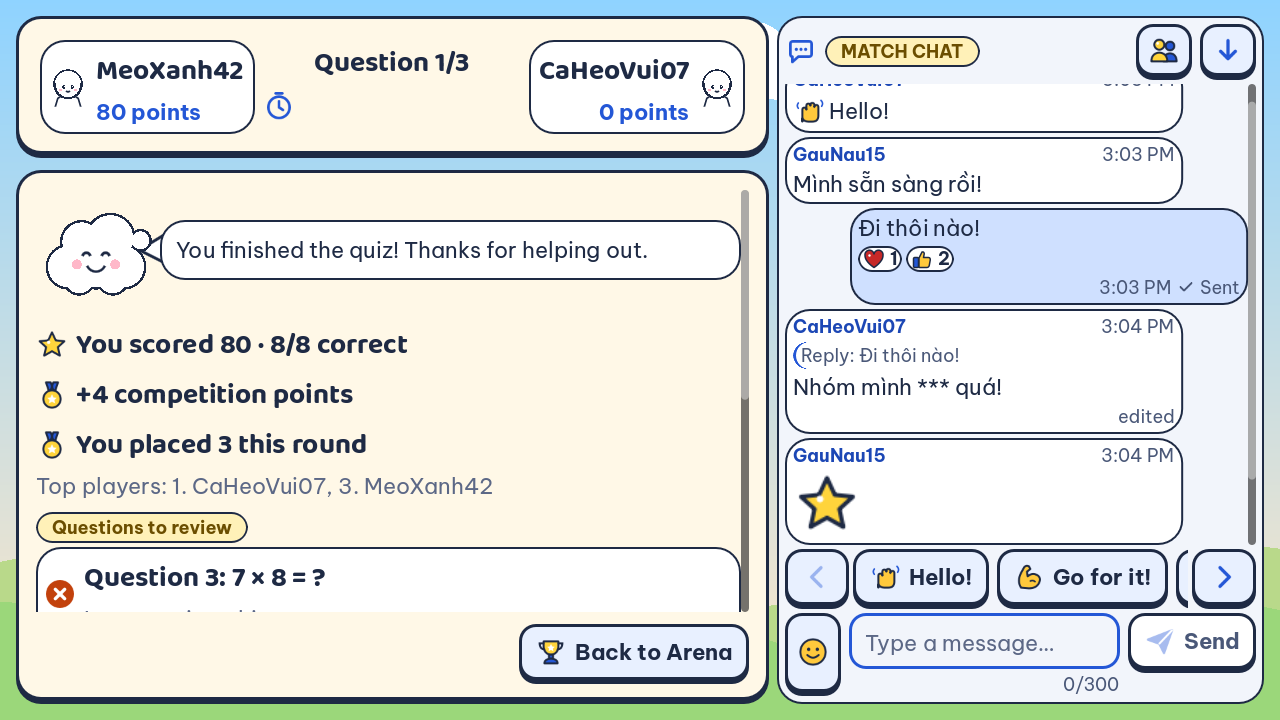 MeoXanh42
80 points
Question 1/3
CaHeoVui07
0 points
You finished the quiz! Thanks for helping out.
You scored 80 · 8/8 correct
+4 competition points
You placed 3 this round
Top players: 1. CaHeoVui07, 3. MeoXanh42
Questions to review
Question 3: 7 × 8 = ?
Back to Arena
MATCH CHAT
Hello!
GauNau15 3:03 PM
Mình sẵn sàng rồi!
Đi thôi nào!
1 2
3:03 PM Sent
CaHeoVui07 3:04 PM
Reply: Đi thôi nào!
Nhóm mình *** quá!
edited
GauNau15 3:04 PM
Hello! Go for it!
Type a message...
Send
0/300